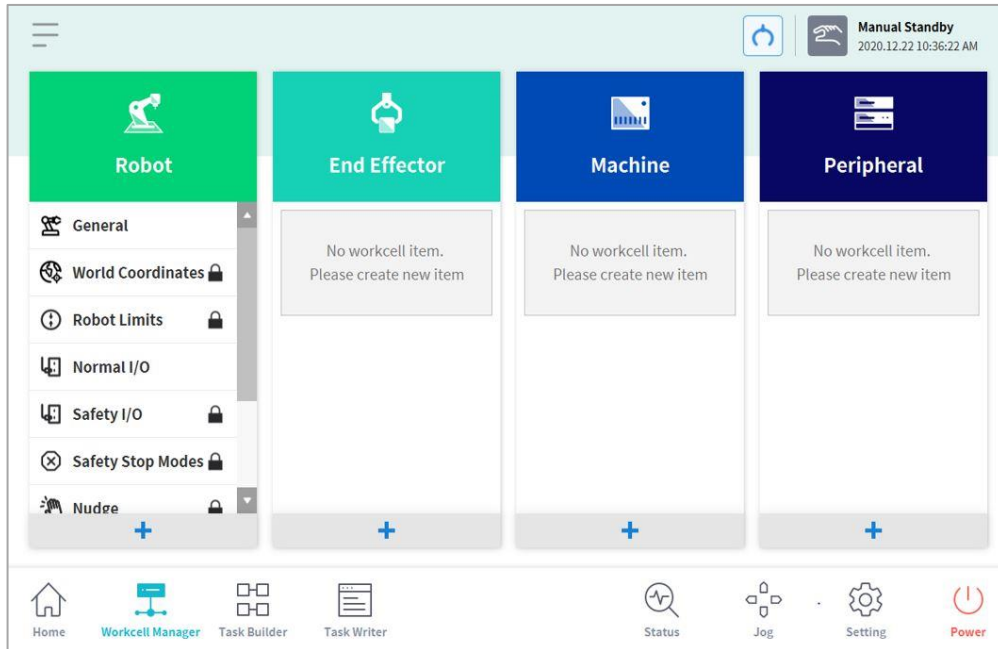 Manual Standby
2020.12.22 10:36:22 AM
Robot
End Effector
Machine
Peripheral
General
World Coordinates
Robot Limits
Normal I/O
Safety I/O
Safety Stop Modes
Nudge
No workcell item.
Please create new item
No workcell item.
Please create new item
No workcell item.
Please create new item
+
+
+
+
Home
Workcell Manager
Task Builder
Task Writer
Status
Jog
Setting
Power